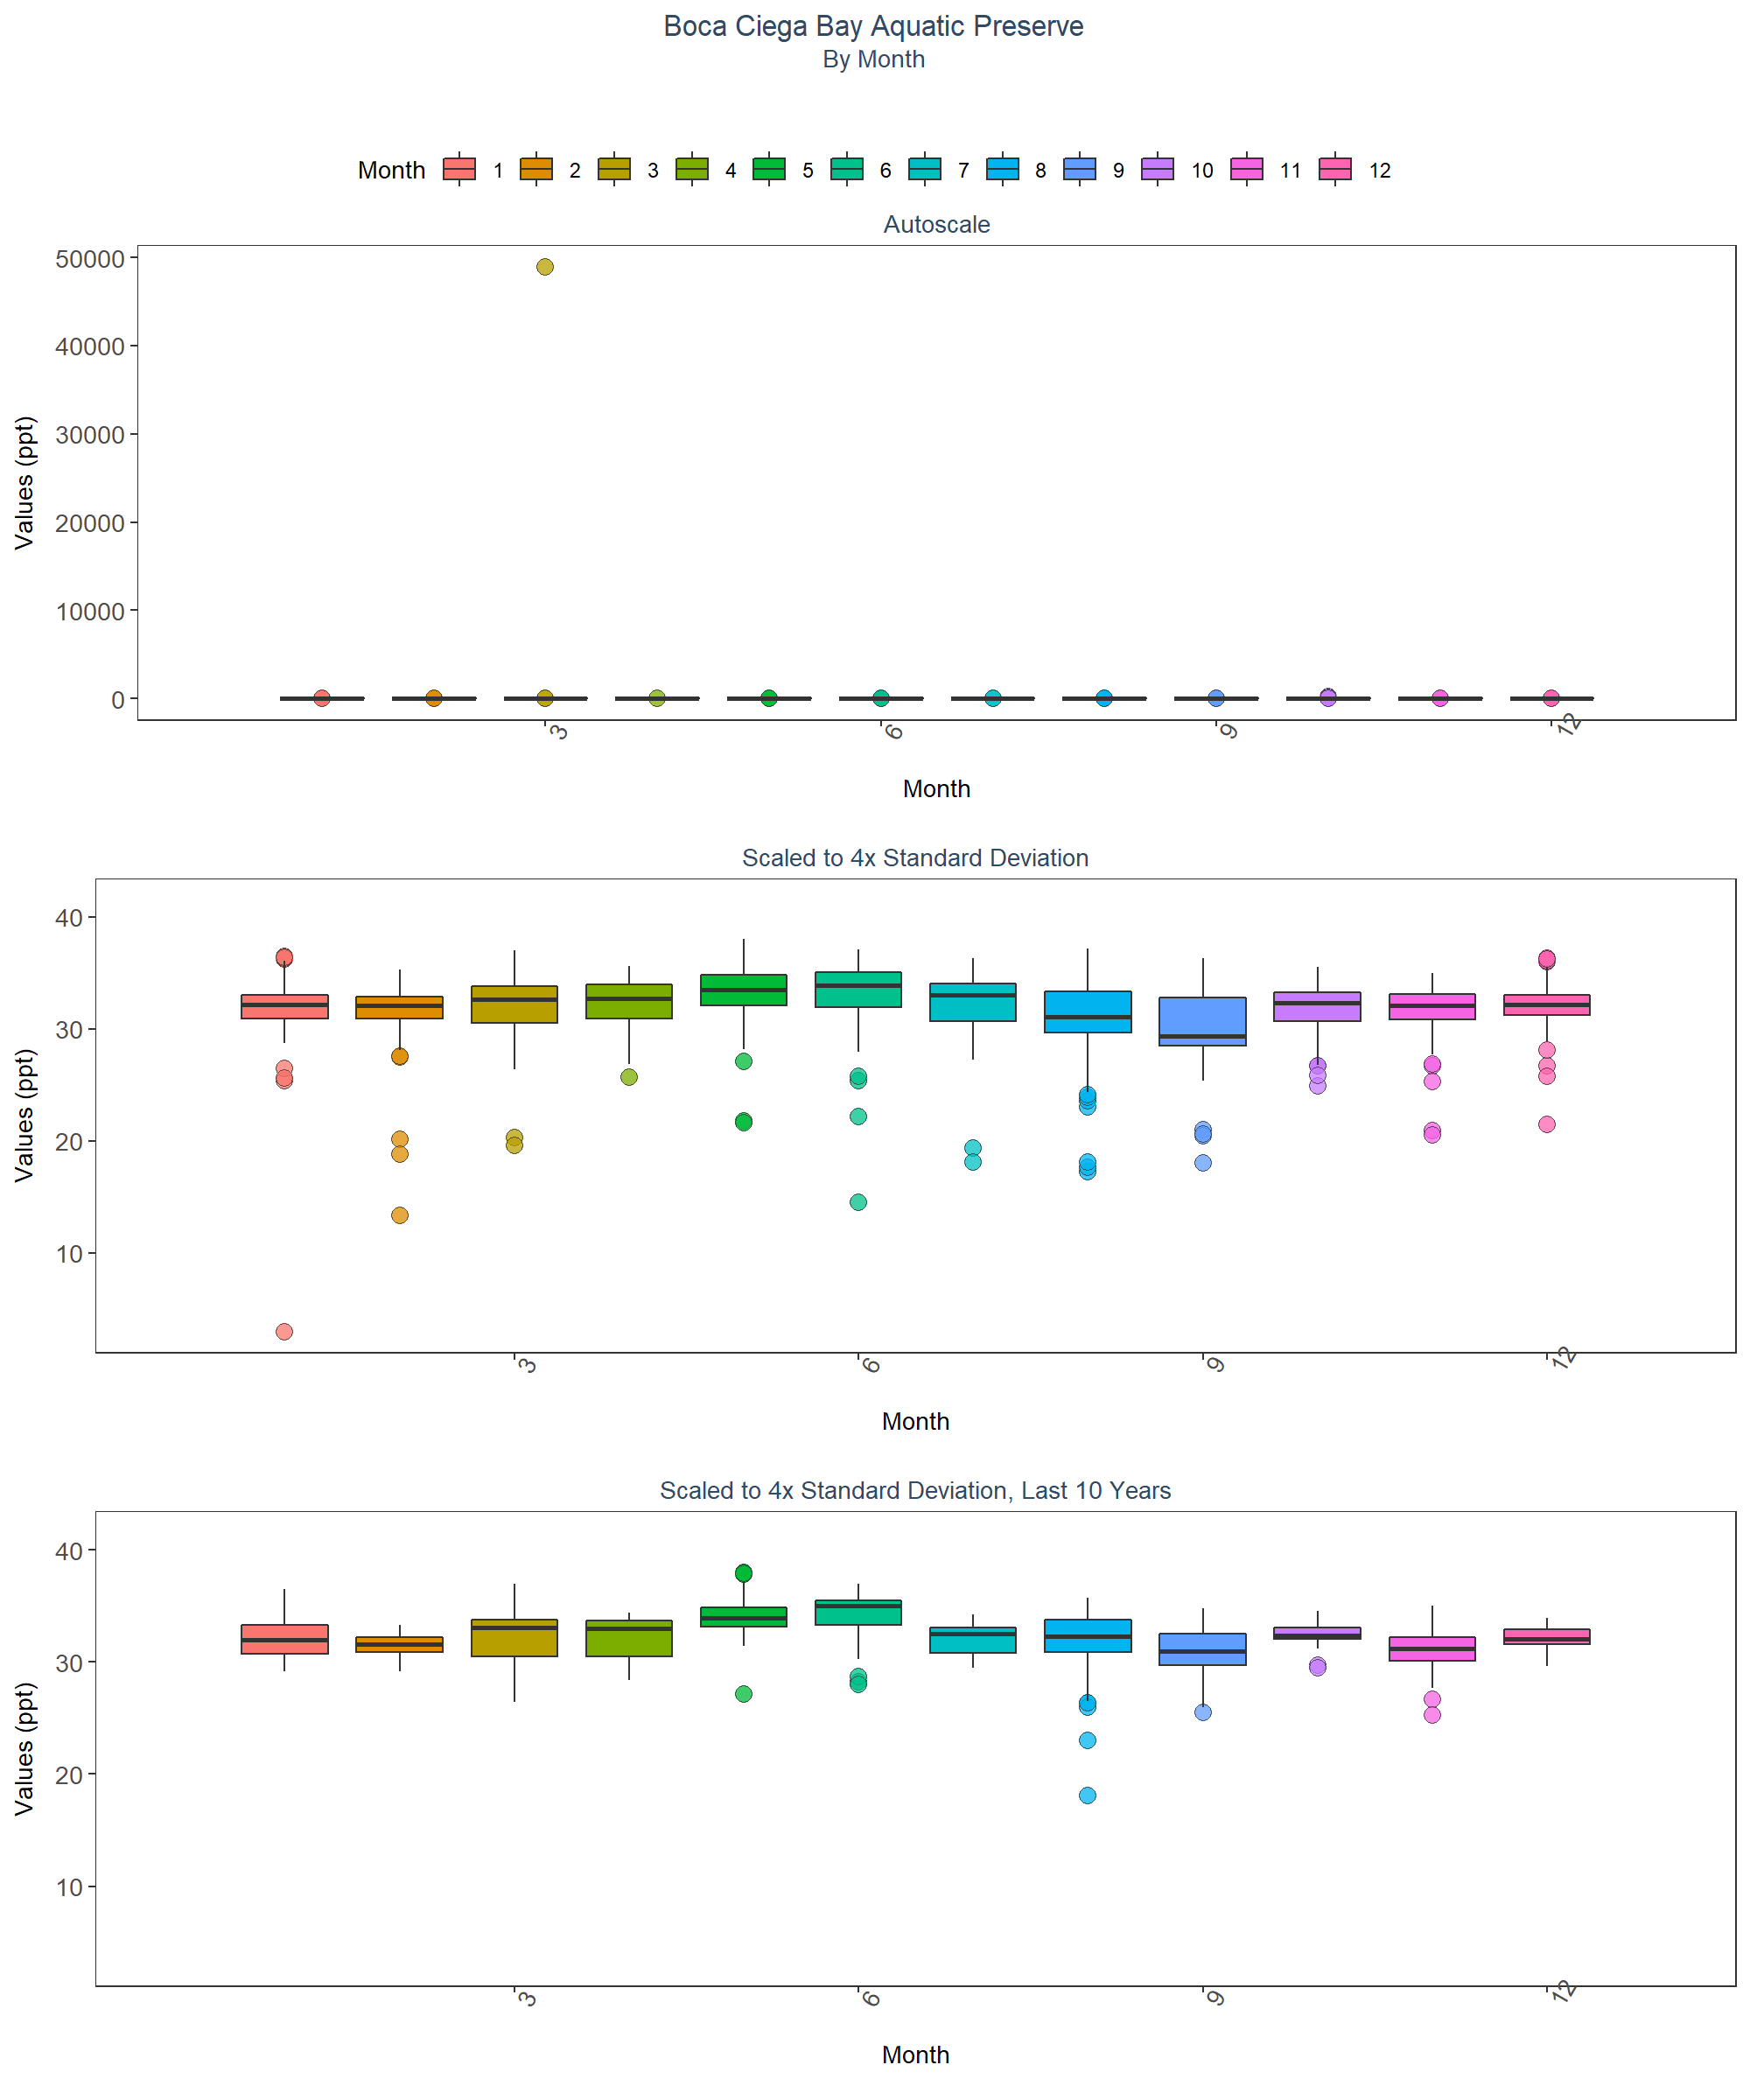 Boca Ciega Bay Aquatic Preserve
By Month
Month 1 2 3 4 5 6 7 8 9 10 11 12
Autoscale
50000
40000
30000
20000
10000
0
Values (ppt)
3 6 9 12
Month
Scaled to 4x Standard Deviation
40
30
20
10
Values (ppt)
3 6 9 12
Month
Scaled to 4x Standard Deviation, Last 10 Years
40
30
20
10
Values (ppt)
3 6 9 12
Month